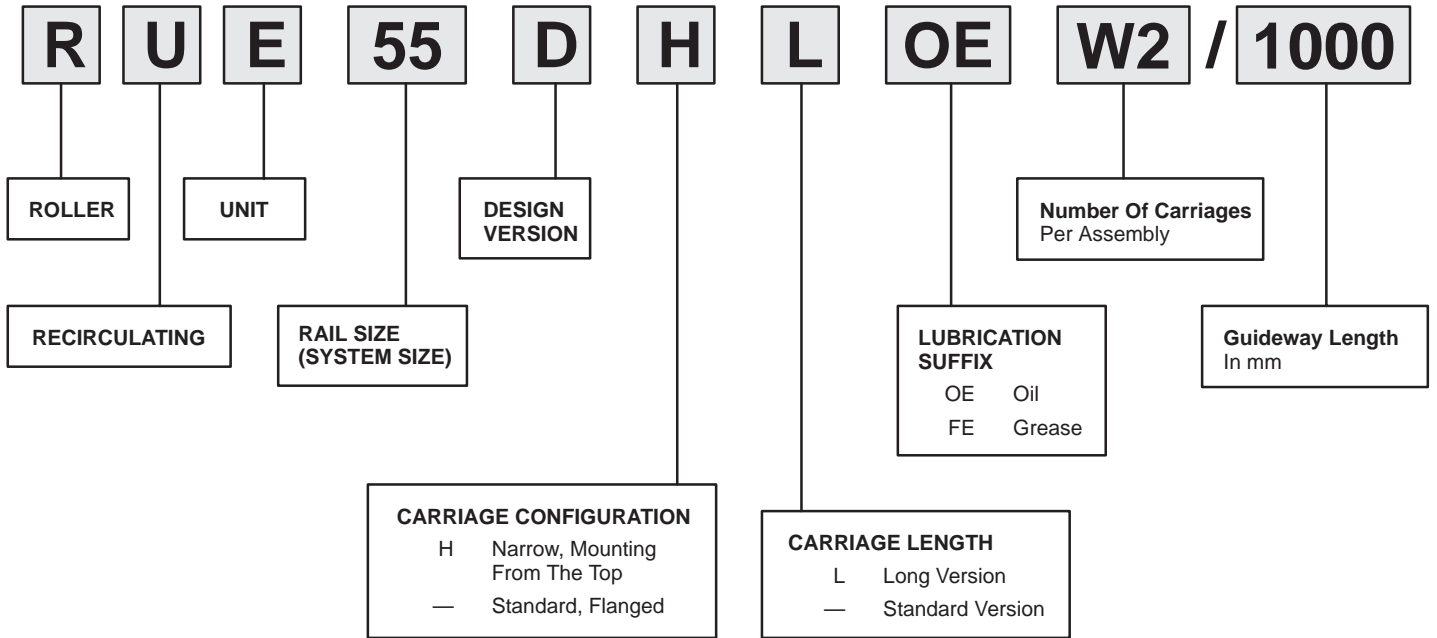 R U E 55 D H L OE W2 / 1000
ROLLER
UNIT
DESIGN
VERSION
Number Of Carriages
Per Assembly
RECIRCULATING
RAIL SIZE
(SYSTEM SIZE)
LUBRICATION
SUFFIX
OE Oil
FE Grease
Guideway Length
In mm
CARRIAGE CONFIGURATION
H Narrow, Mounting
From The Top
— Standard, Flanged
CARRIAGE LENGTH
L Long Version
— Standard Version